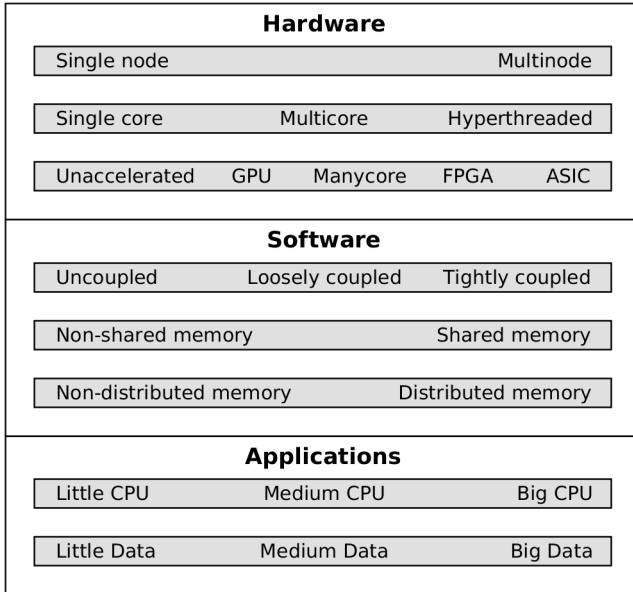 Hardware
Single node Multinode
Single core Multicore Hyperthreaded
Unaccelerated GPU Manycore FPGA ASIC
Software
Uncoupled Loosely coupled Tightly coupled
Non-shared memory Shared memory
Non-distributed memory Distributed memory
Applications
Little CPU Medium CPU Big CPU
Little Data Medium Data Big Data